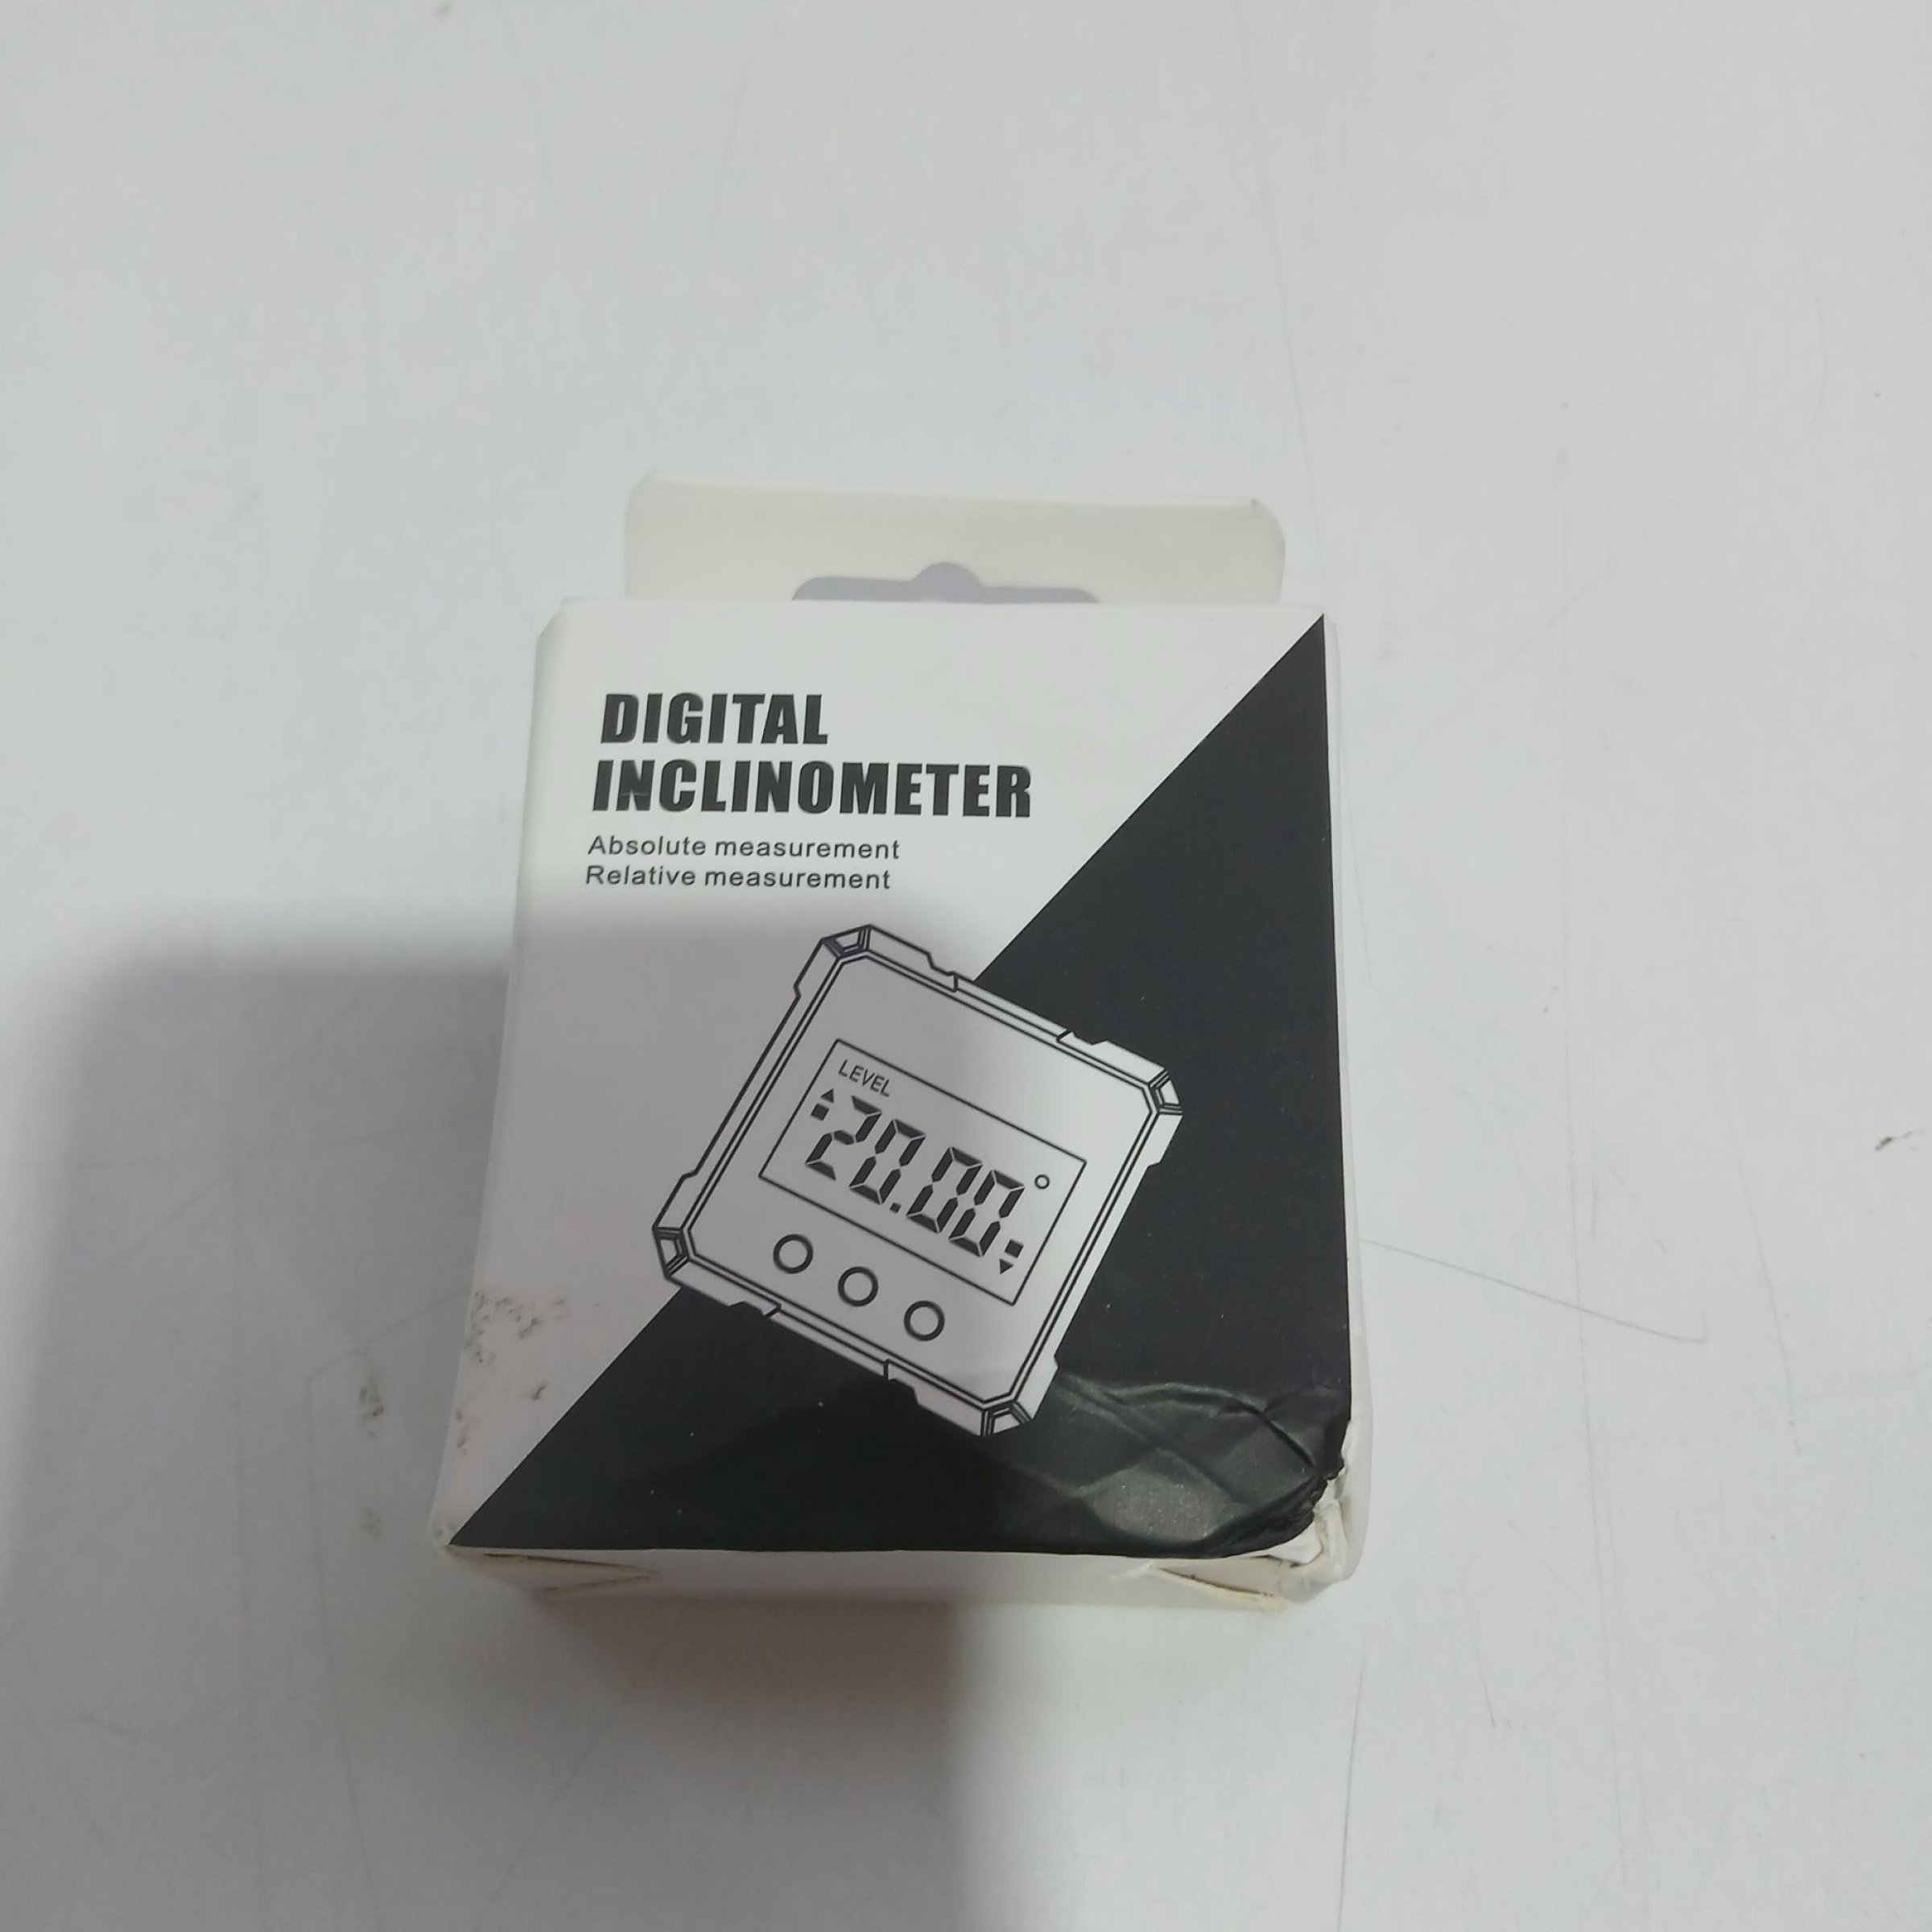 DIGITAL
INCLINOMETER
Absolute measurement
Relative measurement
LEVEL
20.00°